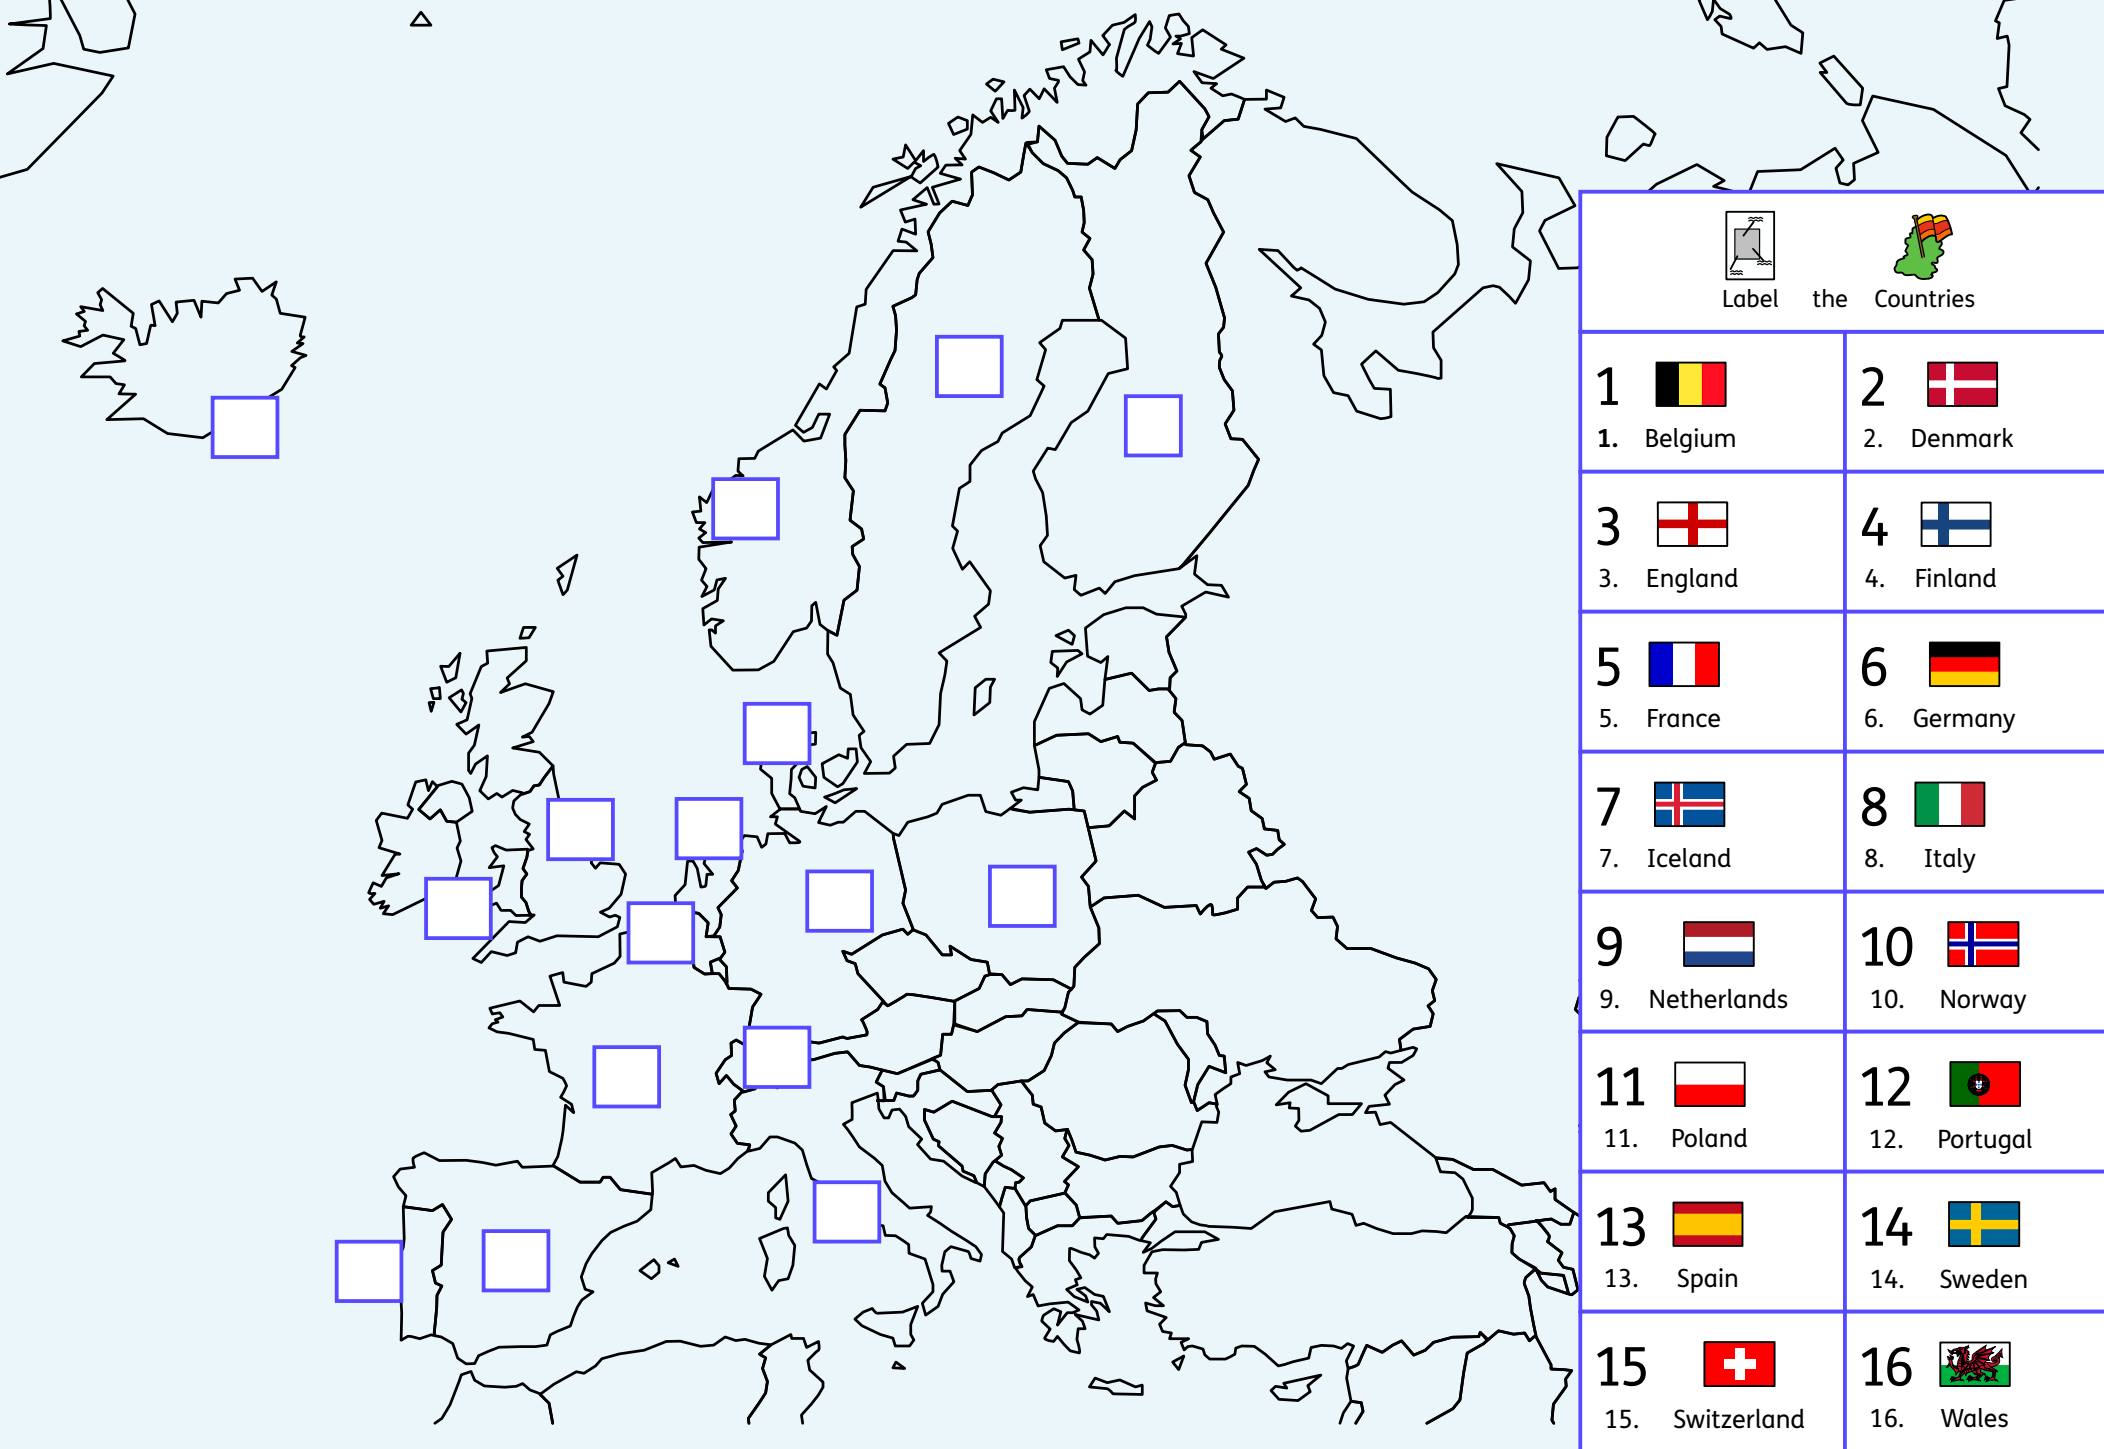 Label the Countries
1
1. Belgium
2
2. Denmark
3
3. England
4
4. Finland
5
5. France
6
6. Germany
7
7. Iceland
8
8. Italy
9
9. Netherlands
10
10. Norway
11
11. Poland
12
12. Portugal
13
13. Spain
14
14. Sweden
15
15. Switzerland
16
16. Wales